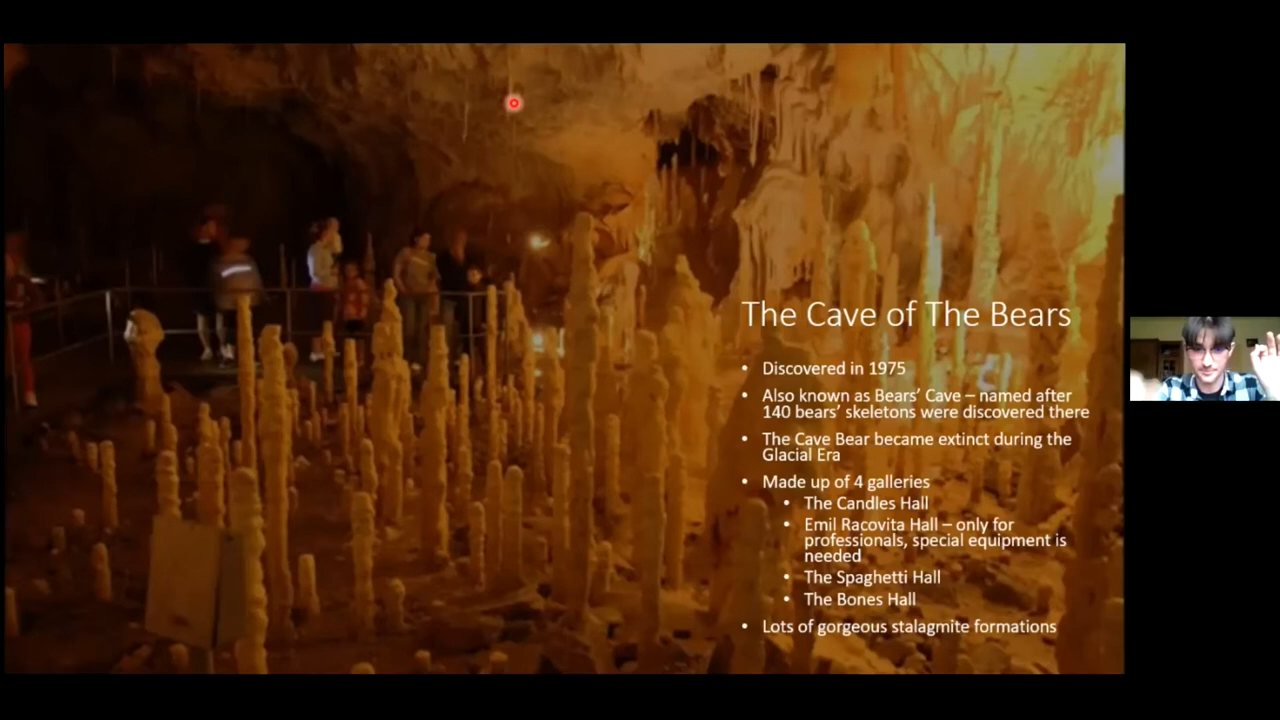 The Cave of The Bears
• Discovered in 1975
• Also known as Bears' Cave – named after
140 bears' skeletons were discovered there
• The Cave Bear became extinct during the
Glacial Era
• Made up of 4 galleries
• The Candles Hall
• Emil Racovita Hall – only for
professionals, special equipment is
needed
• The Spaghetti Hall
• The Bones Hall
• Lots of gorgeous stalagmite formations